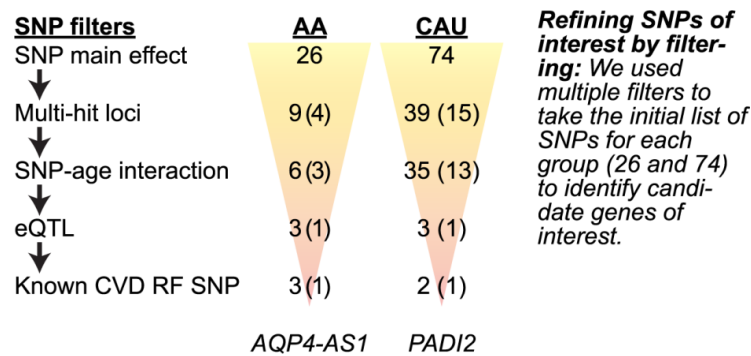 SNP filters AA CAU
SNP main effect 26 74
Multi-hit loci 9 (4) 39 (15)
SNP-age interaction 6 (3) 35 (13)
eQTL 3 (1) 3 (1)
Known CVD RF SNP 3 (1) 2 (1)
AQP4-AS1 PADI2
Refining SNPs of
interest by filter-
ing: We used
multiple filters to
take the initial list of
SNPs for each
group (26 and 74)
to identify candi-
date genes of
interest.